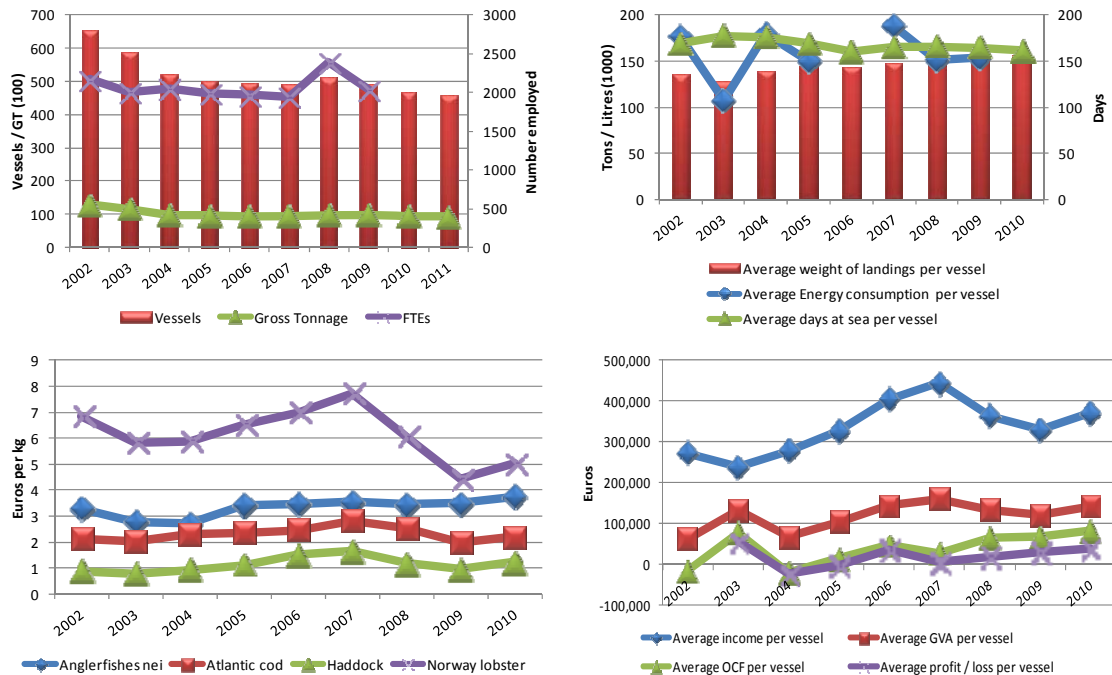 Vessels / GT (100)
700
600
500
400
300
200
100
0
3000
2500
2000
1500
1000
500
0
Number employed
2002 2003 2004 2005 2006 2007 2008 2009 2010 2011
Vessels Gross Tonnage FTEs
Tons / Litres (1000)
200
150
100
50
0
200
150
100
50
0
Days
2002 2003 2004 2005 2006 2007 2008 2009 2010
Average weight of landings per vessel
Average Energy consumption per vessel
Average days at sea per vessel
Euros per kg
9
8
7
6
5
4
3
2
1
0
2002 2003 2004 2005 2006 2007 2008 2009 2010
Anglerfishes nei Atlantic cod Haddock Norway lobster
Euros
500,000
400,000
300,000
200,000
100,000
0
-100,000
2002 2003 2004 2005 2006 2007 2008 2009 2010
Average income per vessel Average GVA per vessel
Average OCF per vessel Average profit / loss per vessel